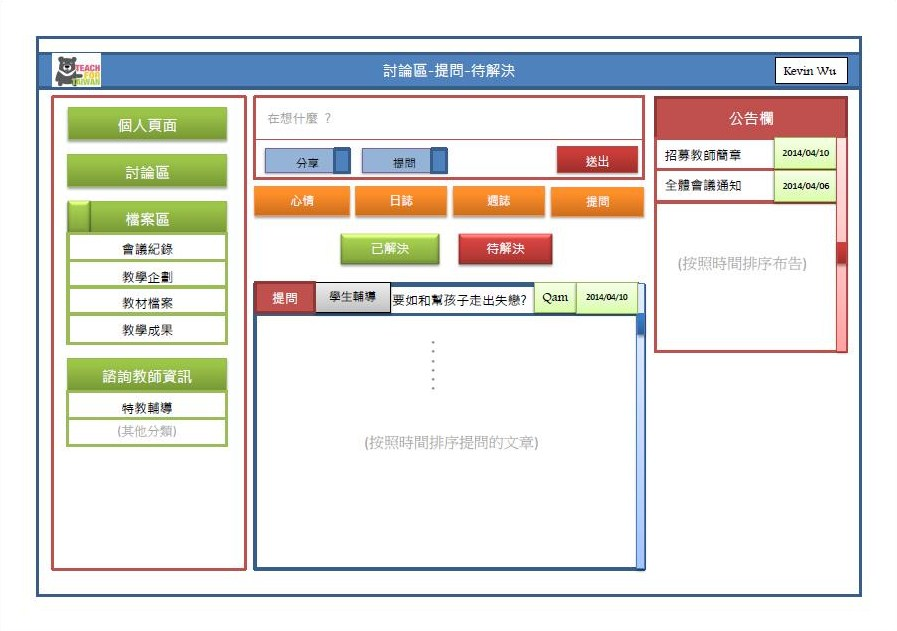 TEACH
FOR
TAIWAN
討論區-提問-待解決
Kevin Wu
個人頁面
討論區
檔案區
會議紀錄
教學企劃
教材檔案
教學成果
諮詢教師資訊
特教輔導
(其他分類)
在想什麼 ?
分享 提問 送出
心情 日誌 週誌 提問
已解決 待解決
提問 學生輔導 要如和幫孩子走出失戀? Qam 2014/04/10
(按照時間排序提問的文章)
公告欄
招募教師簡章 2014/04/10
全體會議通知 2014/04/06
(按照時間排序布告)